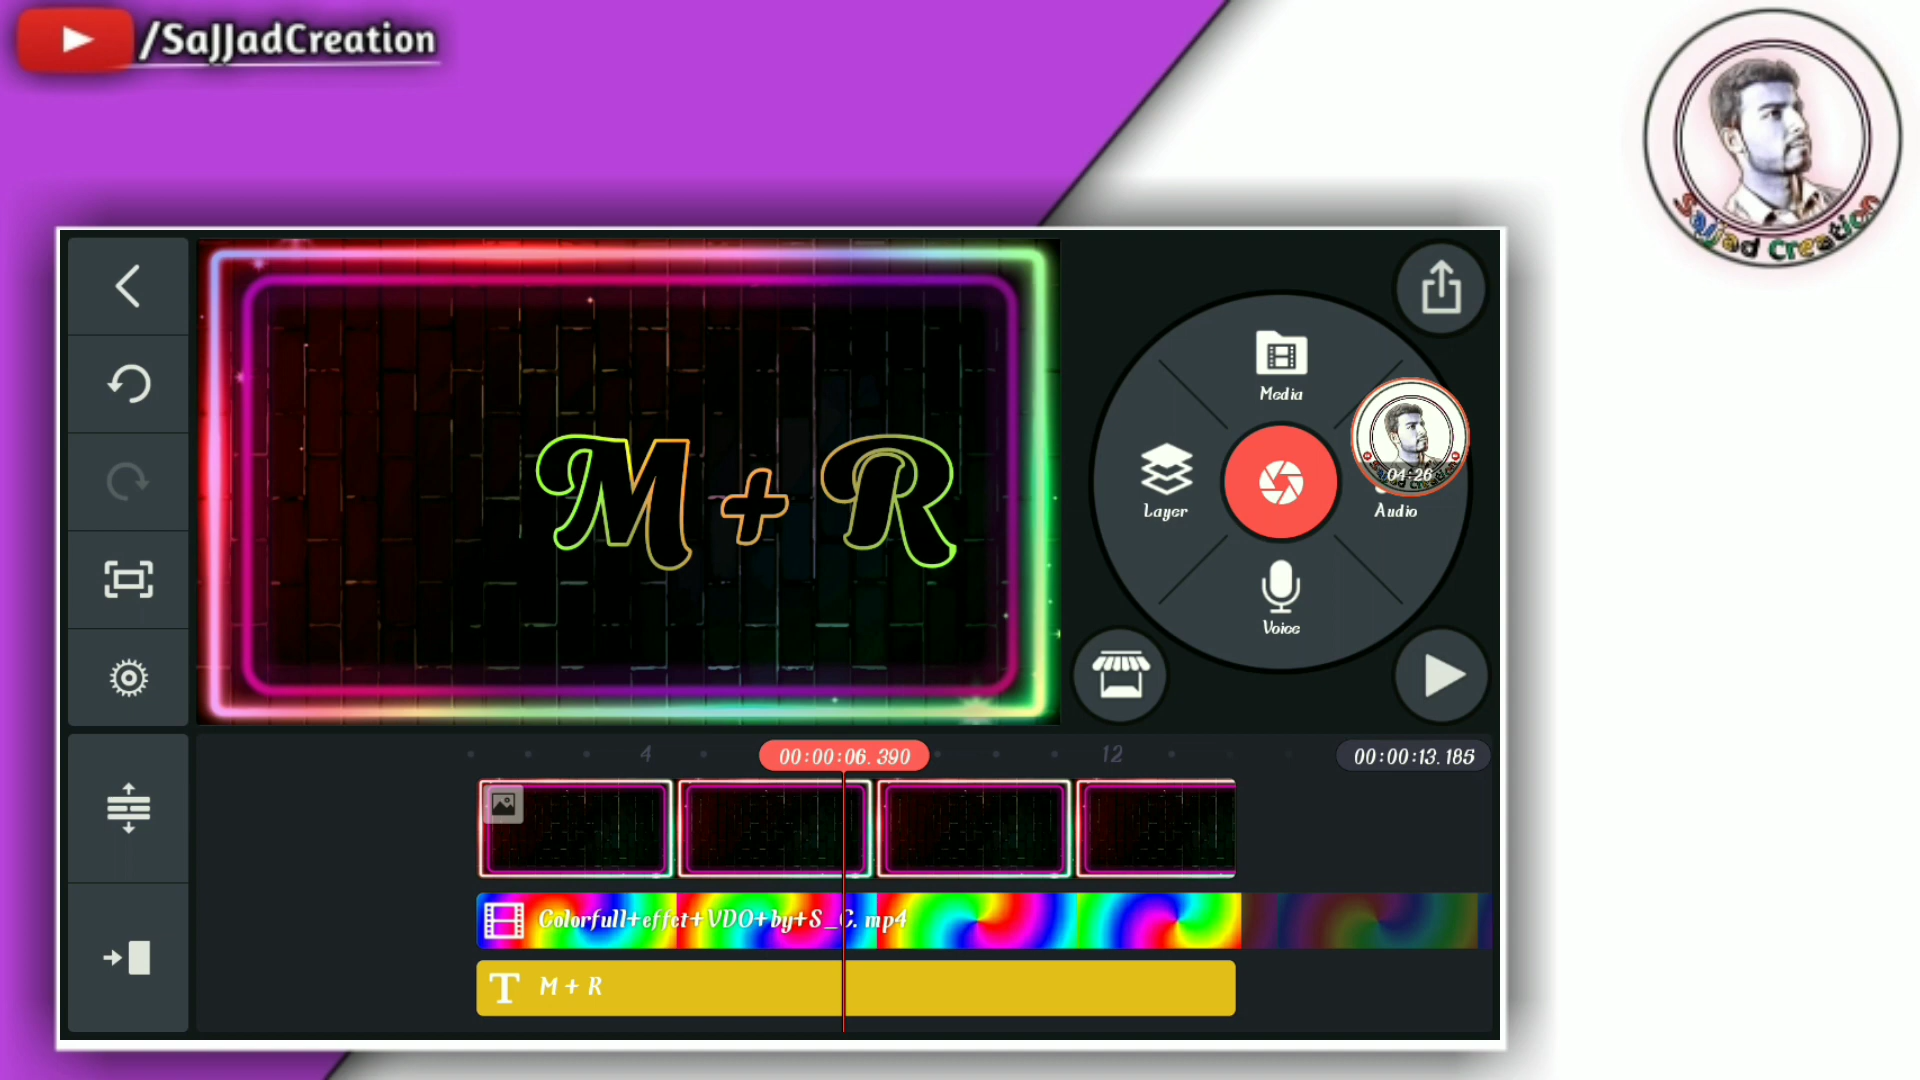 /SaJJadCreation
Sajjad Creation
M + R
Media
Layer
04:26
Audio
Voice
4
00:00:06.390
12
00:00:13.185
Colorfull+effct+VDO+by+S_C.mp4
M + R